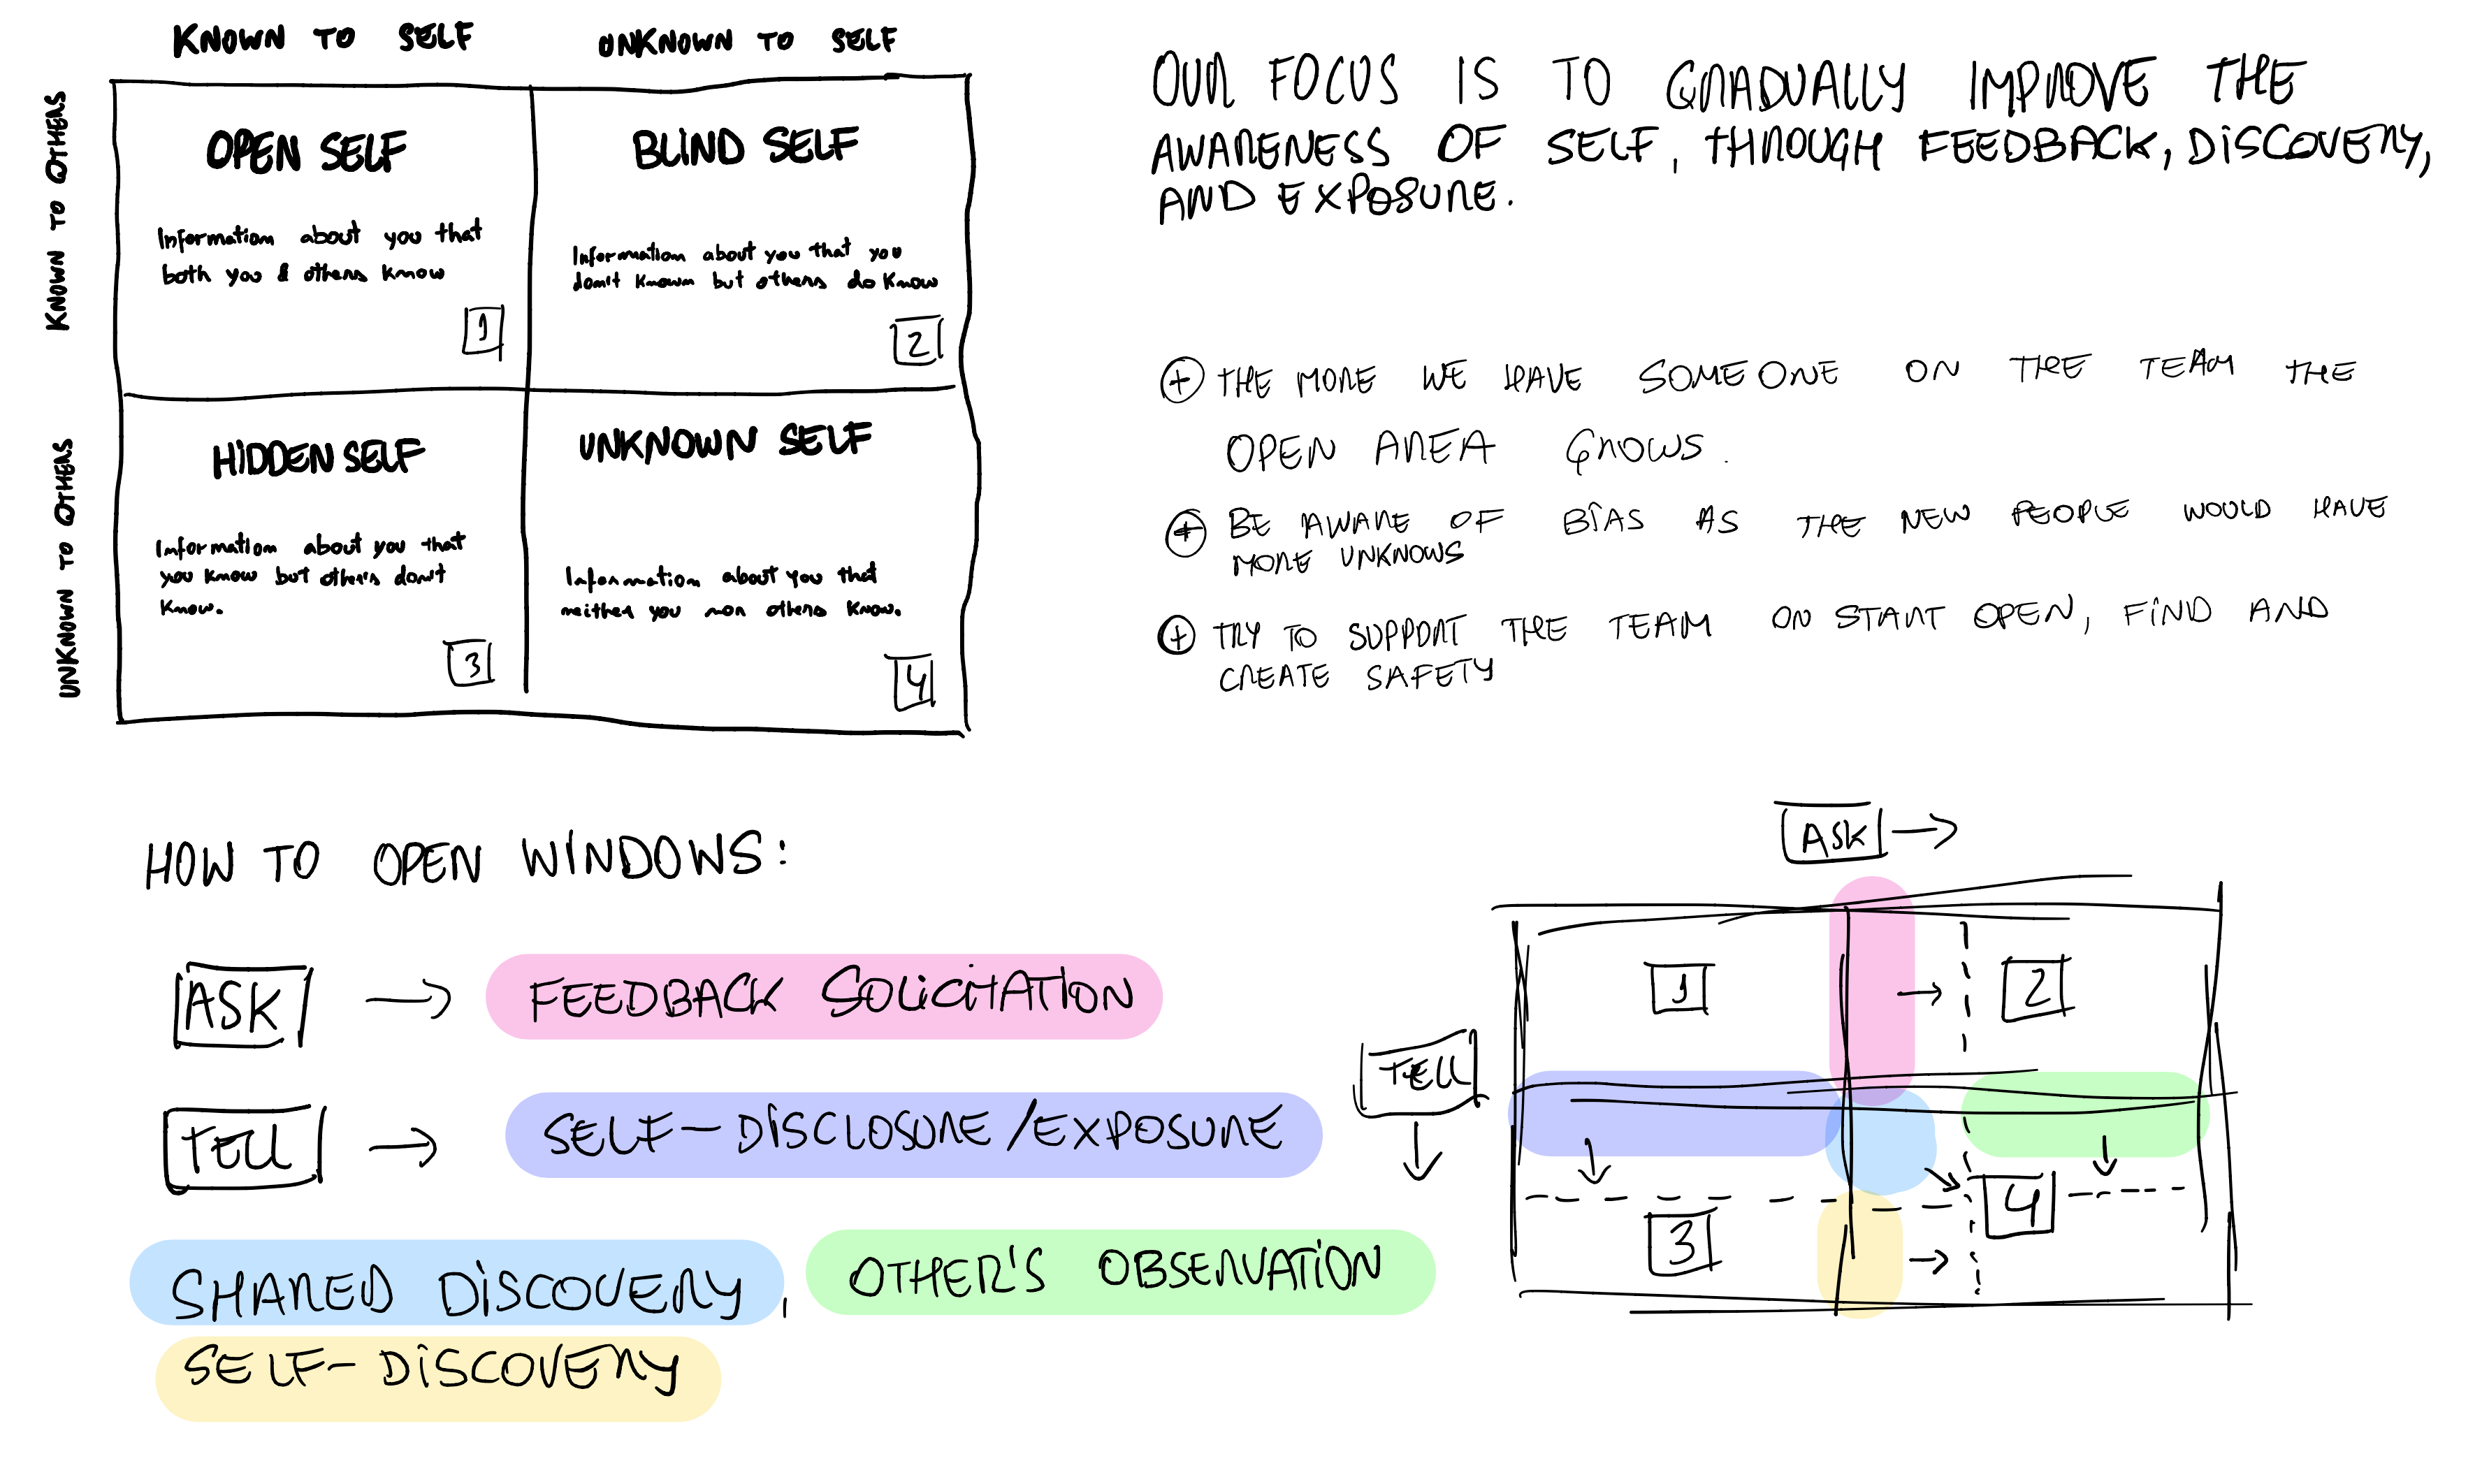 KNOWN TO SELF
UNKNOWN TO SELF
KNOWN TO OTHERS
OPEN SELF
Information about you that
both you & others know
1
BLIND SELF
Information about you that you
don't known but others do know
2
UNKNOWN TO OTHERS
HIDDEN SELF
Information about you that
you know but other's don't
know.
3
UNKNOWN SELF
Information about you that
neither you nor others know.
4
OUR FOCUS IS TO GRADUALLY IMPROVE THE
AWARENESS OF SELF, THROUGH FEEDBACK, DISCOVERY,
AND EXPOSURE.
+ THE MORE WE HAVE SOMEONE ON THE TEAM THE
OPEN AREA GROWS.
+ BE AWARE OF BIAS AS THE NEW PEOPLE WOULD HAVE
MORE UNKNOWS
+ TRY TO SUPPORT THE TEAM ON START OPEN, FIND AND
CREATE SAFETY
HOW TO OPEN WINDOWS:
ASK → FEEDBACK SOLICITATION
TELL → SELF-DISCLOSURE/EXPOSURE
SHARED DISCOVERY, OTHER'S OBSERVATION
SELF-DISCOVERY
ASK →
TELL
1 → 2
3 → 4